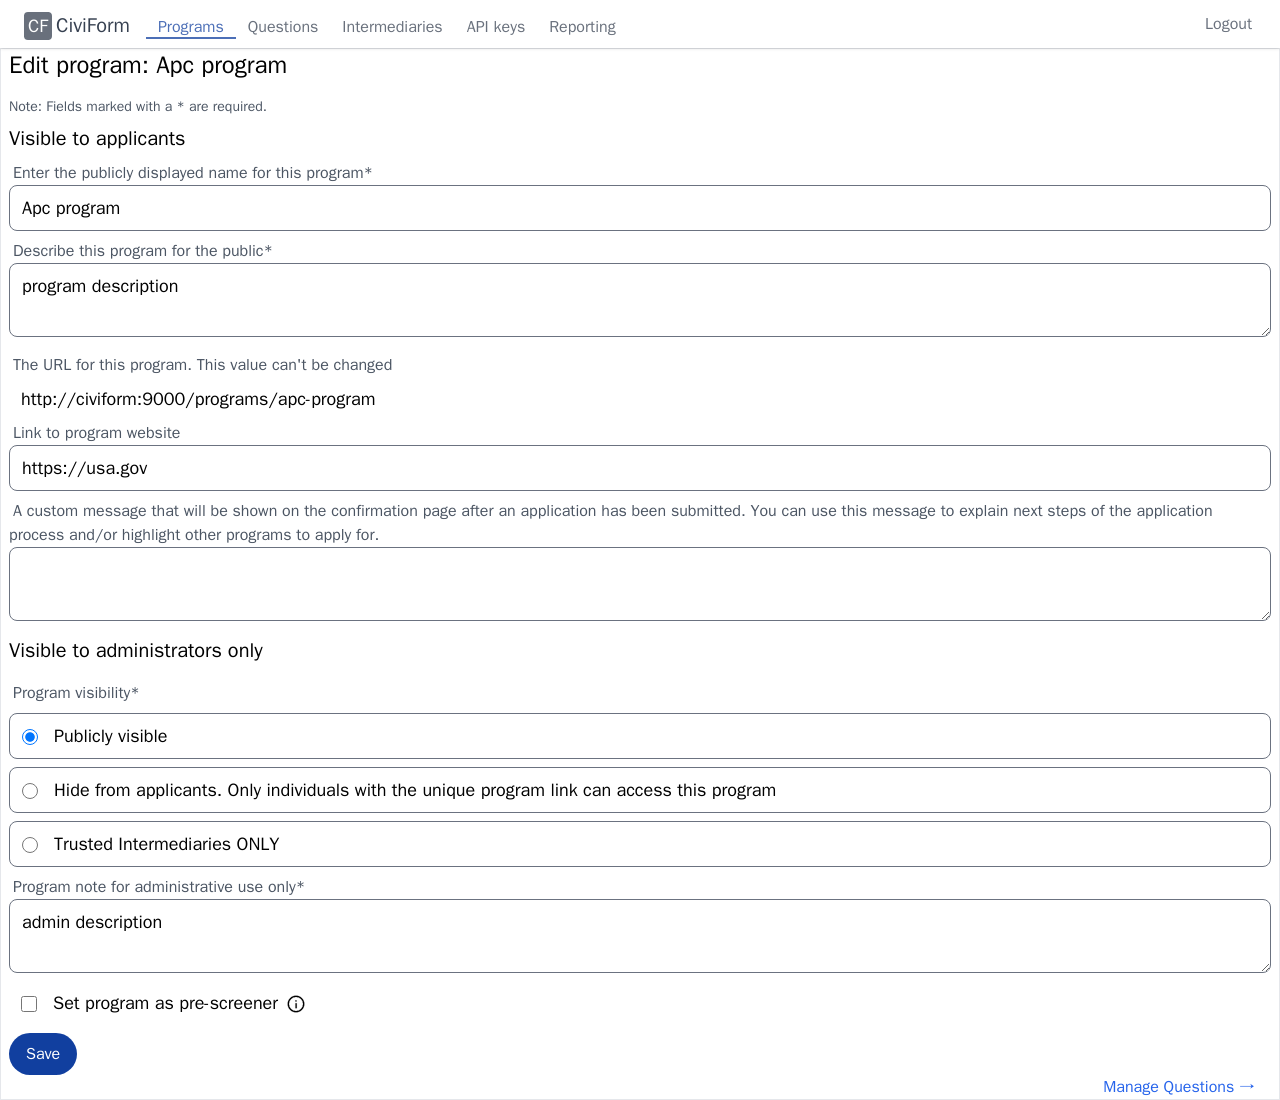 CF CiviForm Programs Questions Intermediaries API keys Reporting Logout
Edit program: Apc program
Note: Fields marked with a * are required.
Visible to applicants
Enter the publicly displayed name for this program*
Apc program
Describe this program for the public*
program description
The URL for this program. This value can't be changed
http://civiform:9000/programs/apc-program
Link to program website
https://usa.gov
A custom message that will be shown on the confirmation page after an application has been submitted. You can use this message to explain next steps of the application
process and/or highlight other programs to apply for.
Visible to administrators only
Program visibility*
Publicly visible
Hide from applicants. Only individuals with the unique program link can access this program
Trusted Intermediaries ONLY
Program note for administrative use only*
admin description
Set program as pre-screener
Save
Manage Questions →